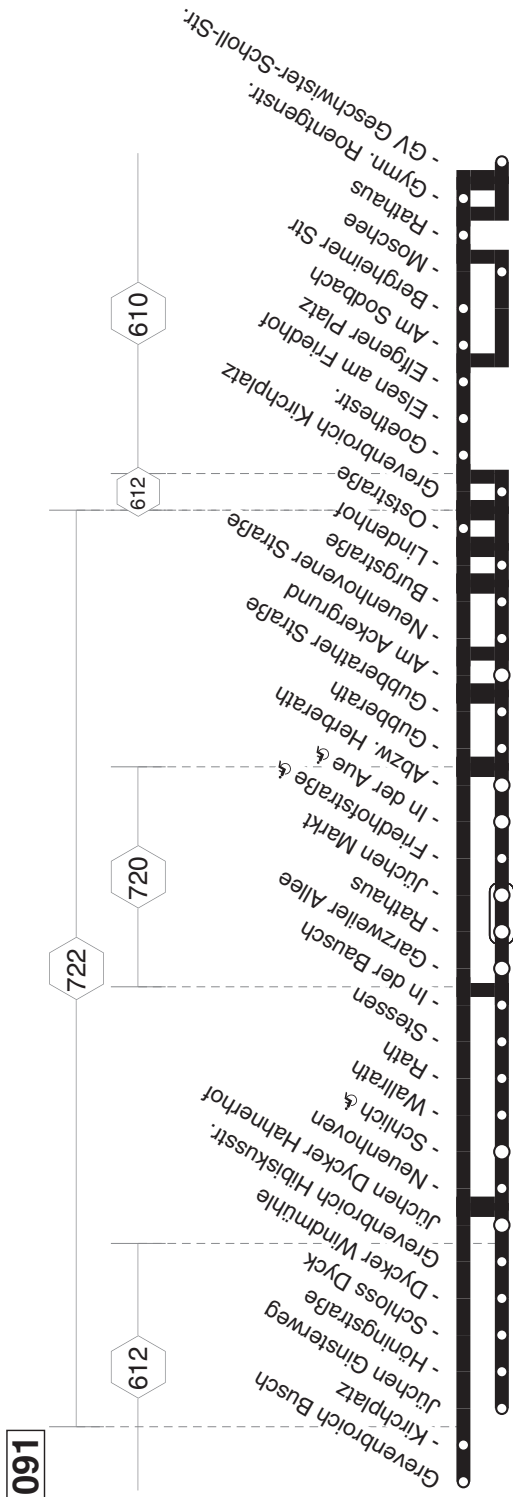 091
612
722
720
612
610
Grevenbroich Busch
- Kirchplatz
Jüchen Ginsterweg
- Höningstraße
- Schloss Dyck
- Dycker Windmühle
Grevenbroich Hibiskusstr.
Jüchen Dycker Hahnerhof
- Neuenhoven
- Schlich
- Wallrath
- Rath
- Stessen
- In der Bausch
- Garzweiler Allee
- Rathaus
- Jüchen Markt
- Friedhofstraße
- In der Aue
- Abzw. Herberath
- Gubberath
- Gubberather Straße
- Am Ackergrund
- Neuenhovener Straße
- Burgstraße
- Lindenhof
- Oststraße
Grevenbroich Kirchplatz
- Goethestr.
- Elsen am Friedhof
- Elfgener Platz
- Am Sodbach
- Bergheimer Str
- Moschee
- Rathaus
- Gymn. Roentgenstr.
- GV Geschwister-Scholl-Str.